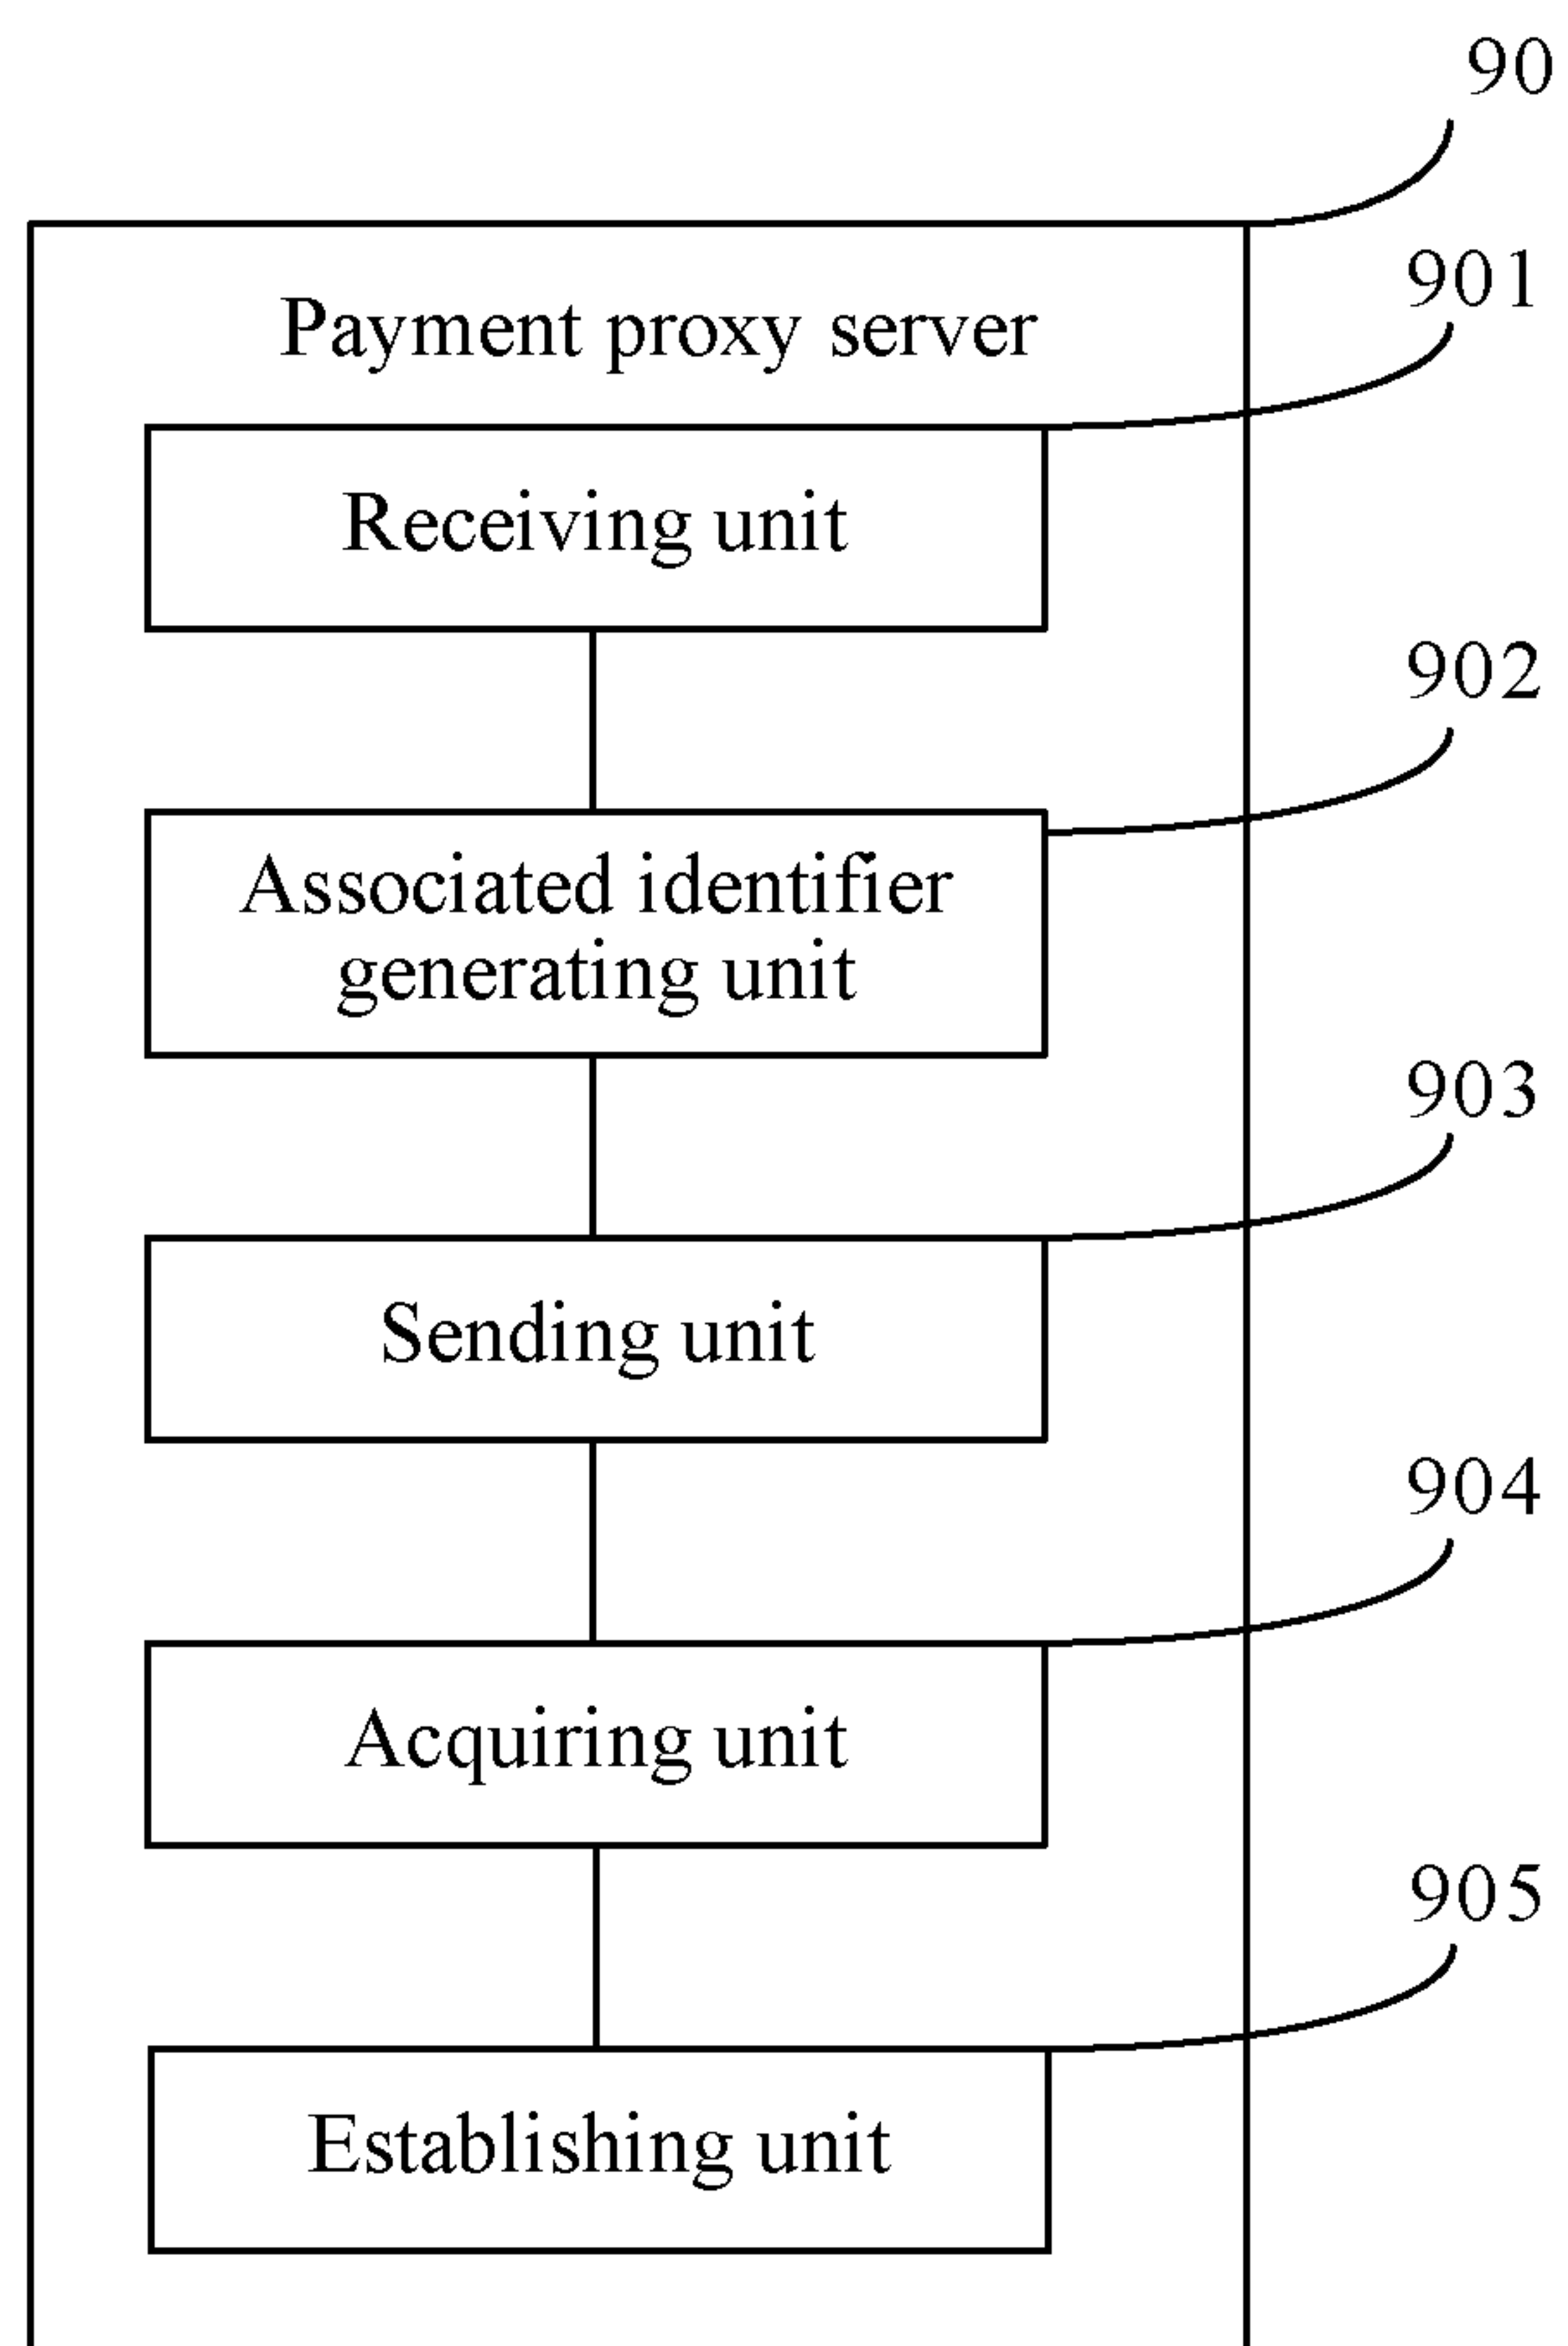 90
901
Payment proxy server
Receiving unit
902
Associated identifier
generating unit
903
Sending unit
904
Acquiring unit
905
Establishing unit